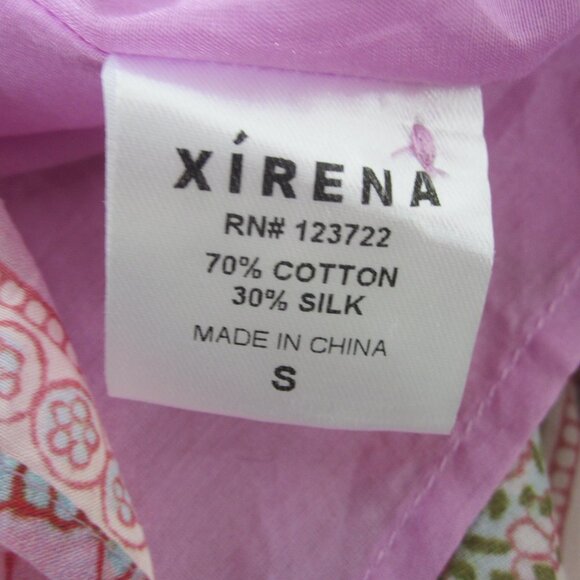 XÍRENA
RN# 123722
70% COTTON
30% SILK
MADE IN CHINA
S